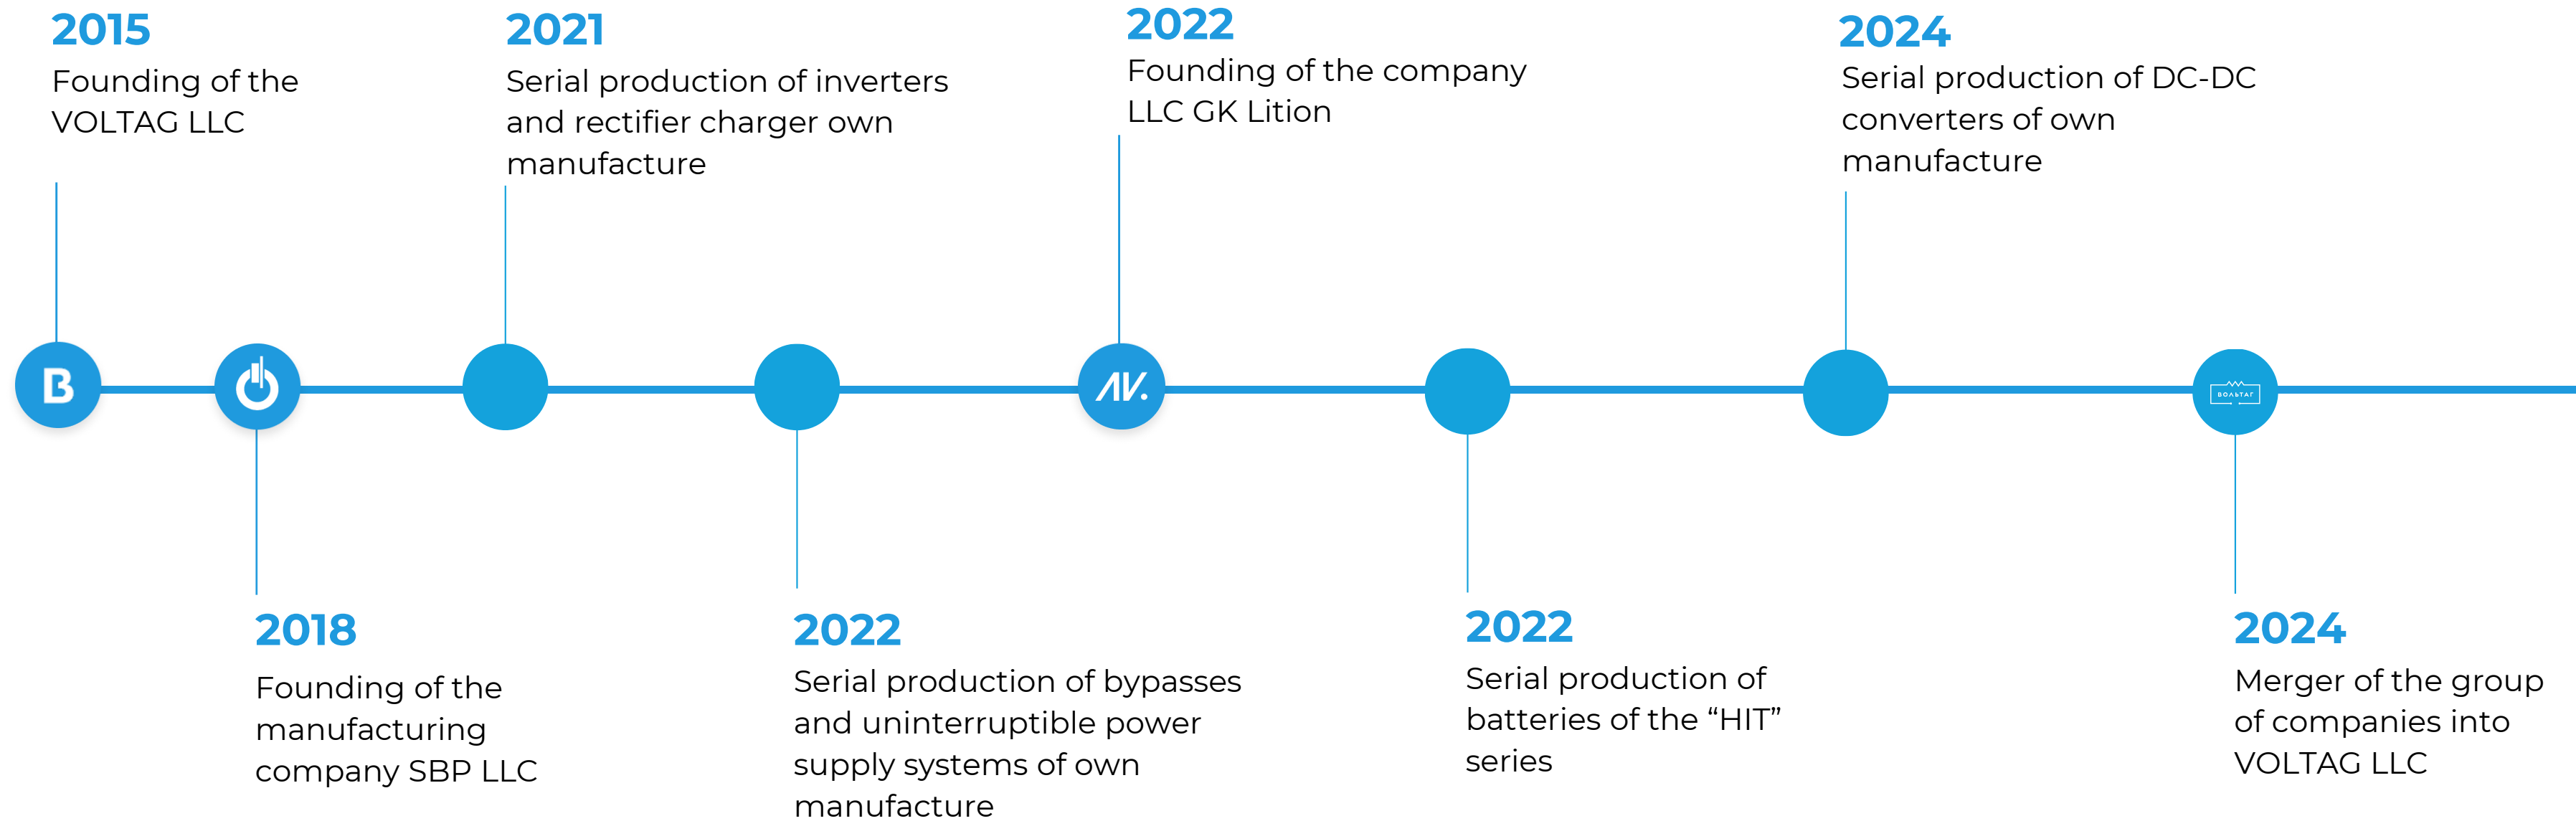 2015
Founding of the
VOLTAG LLC
2021
Serial production of inverters
and rectifier charger own
manufacture
2022
Founding of the company
LLC GK Lition
2024
Serial production of DC-DC
converters of own
manufacture
B
AV.
ВОЛЬТАГ
2018
Founding of the
manufacturing
company SBP LLC
2022
Serial production of bypasses
and uninterruptible power
supply systems of own
manufacture
2022
Serial production of
batteries of the “HIT”
series
2024
Merger of the group
of companies into
VOLTAG LLC